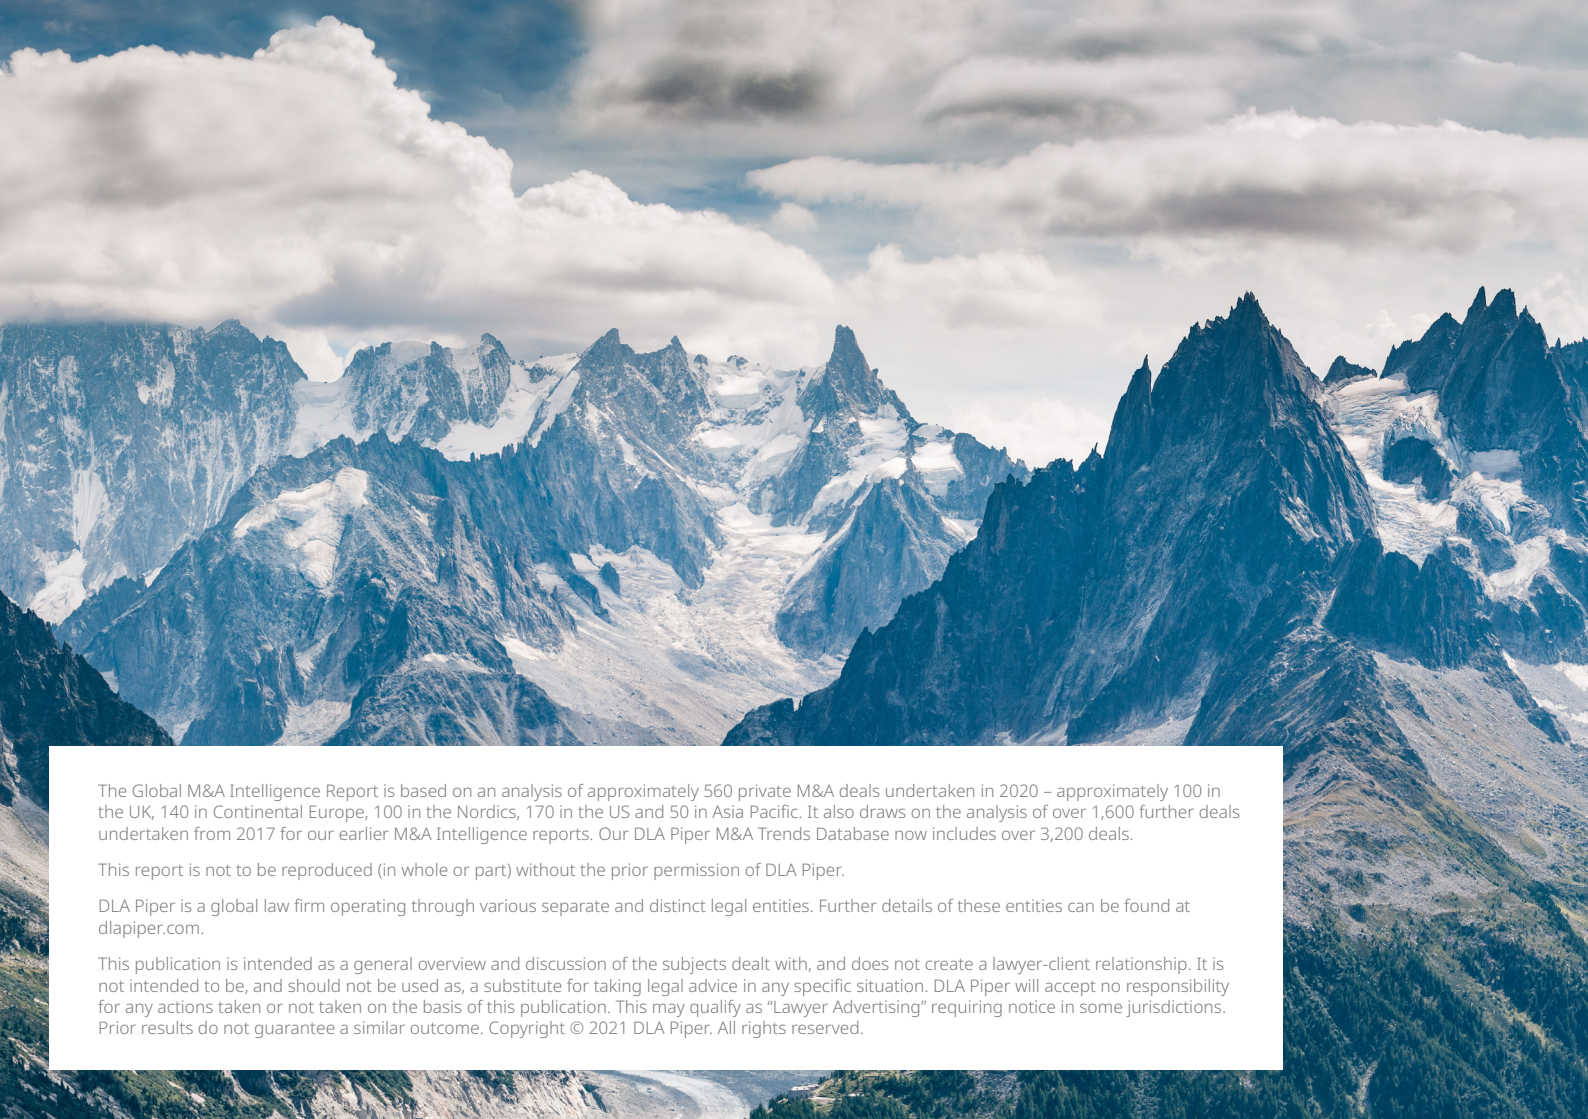 The Global M&A Intelligence Report is based on an analysis of approximately 560 private M&A deals undertaken in 2020 – approximately 100 in
the UK, 140 in Continental Europe, 100 in the Nordics, 170 in the US and 50 in Asia Pacific. It also draws on the analysis of over 1,600 further deals
undertaken from 2017 for our earlier M&A Intelligence reports. Our DLA Piper M&A Trends Database now includes over 3,200 deals.
This report is not to be reproduced (in whole or part) without the prior permission of DLA Piper.
DLA Piper is a global law firm operating through various separate and distinct legal entities. Further details of these entities can be found at
dlapiper.com.
This publication is intended as a general overview and discussion of the subjects dealt with, and does not create a lawyer-client relationship. It is
not intended to be, and should not be used as, a substitute for taking legal advice in any specific situation. DLA Piper will accept no responsibility
for any actions taken or not taken on the basis of this publication. This may qualify as “Lawyer Advertising” requiring notice in some jurisdictions.
Prior results do not guarantee a similar outcome. Copyright © 2021 DLA Piper. All rights reserved.